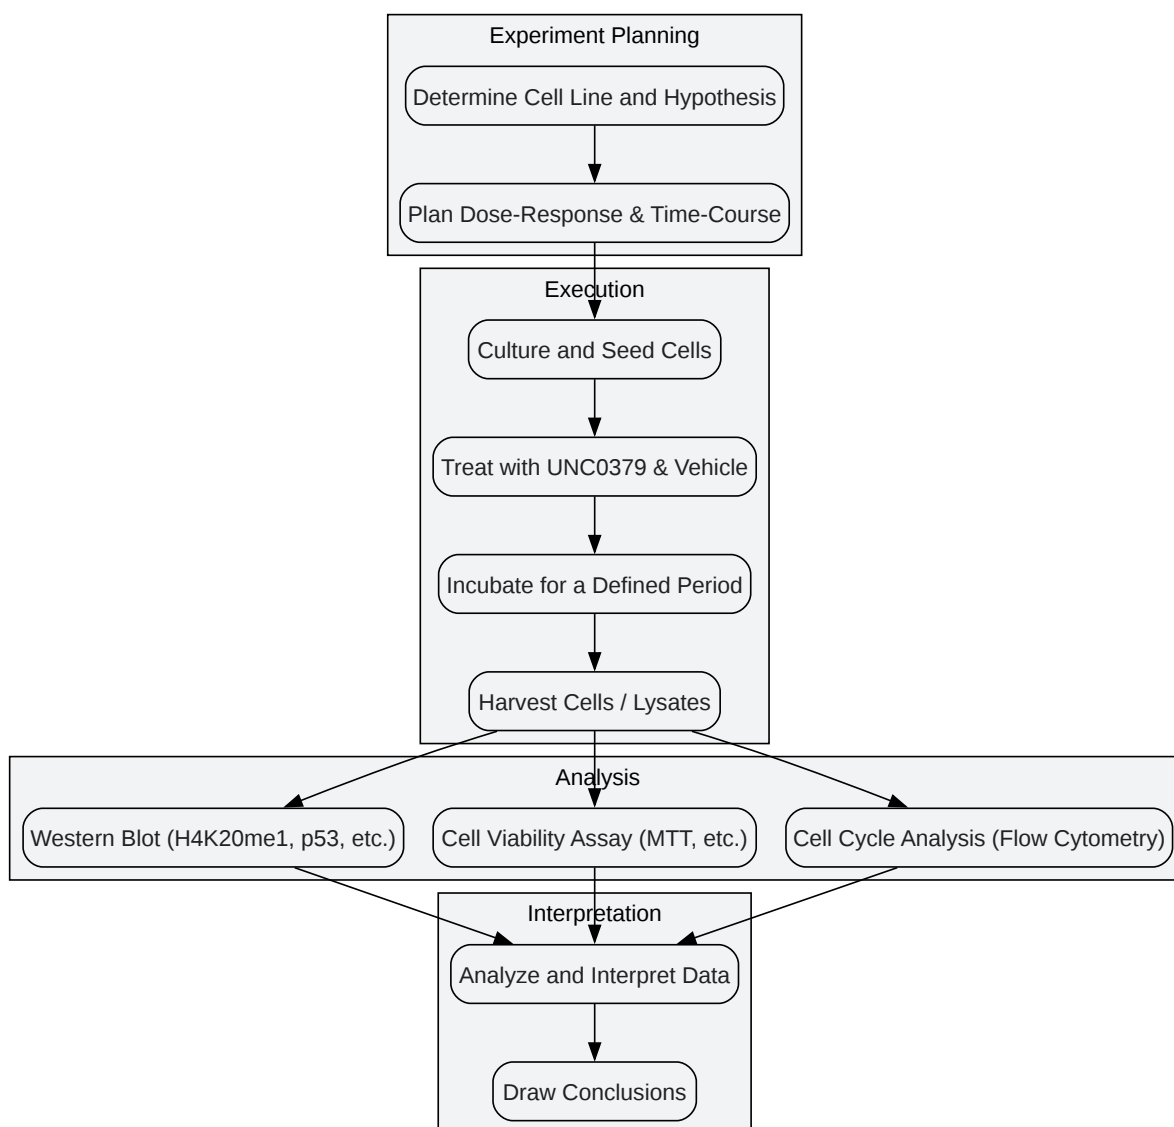 Experiment Planning
Determine Cell Line and Hypothesis
Plan Dose-Response & Time-Course
Execution
Culture and Seed Cells
Treat with UNC0379 & Vehicle
Incubate for a Defined Period
Harvest Cells / Lysates
Analysis
Western Blot (H4K20me1, p53, etc.)
Cell Viability Assay (MTT, etc.)
Cell Cycle Analysis (Flow Cytometry)
Interpretation
Analyze and Interpret Data
Draw Conclusions